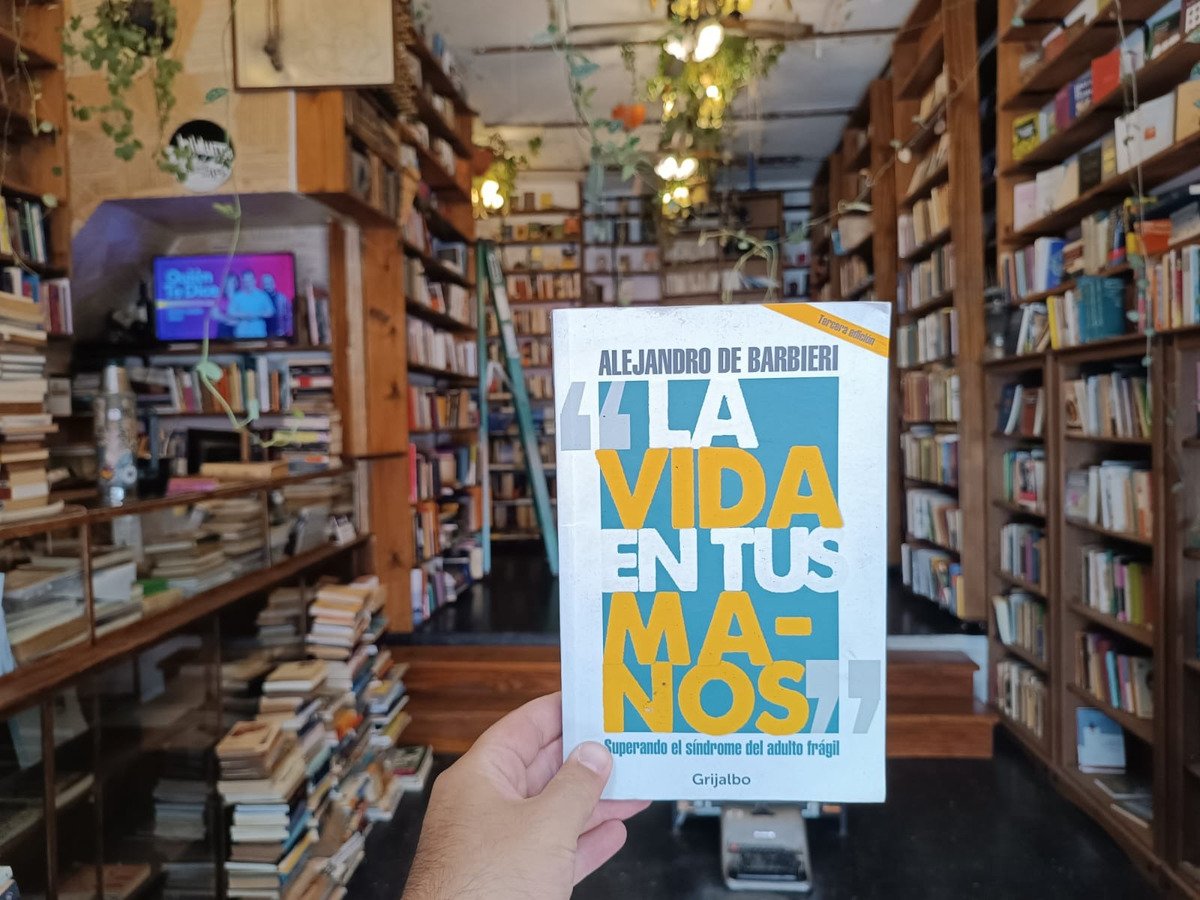 Tercera edición
ALEJANDRO DE BARBIERI
“LA
VIDA
EN TUS
MA-
NOS”
Superando el síndrome del adulto frágil
Grijalbo